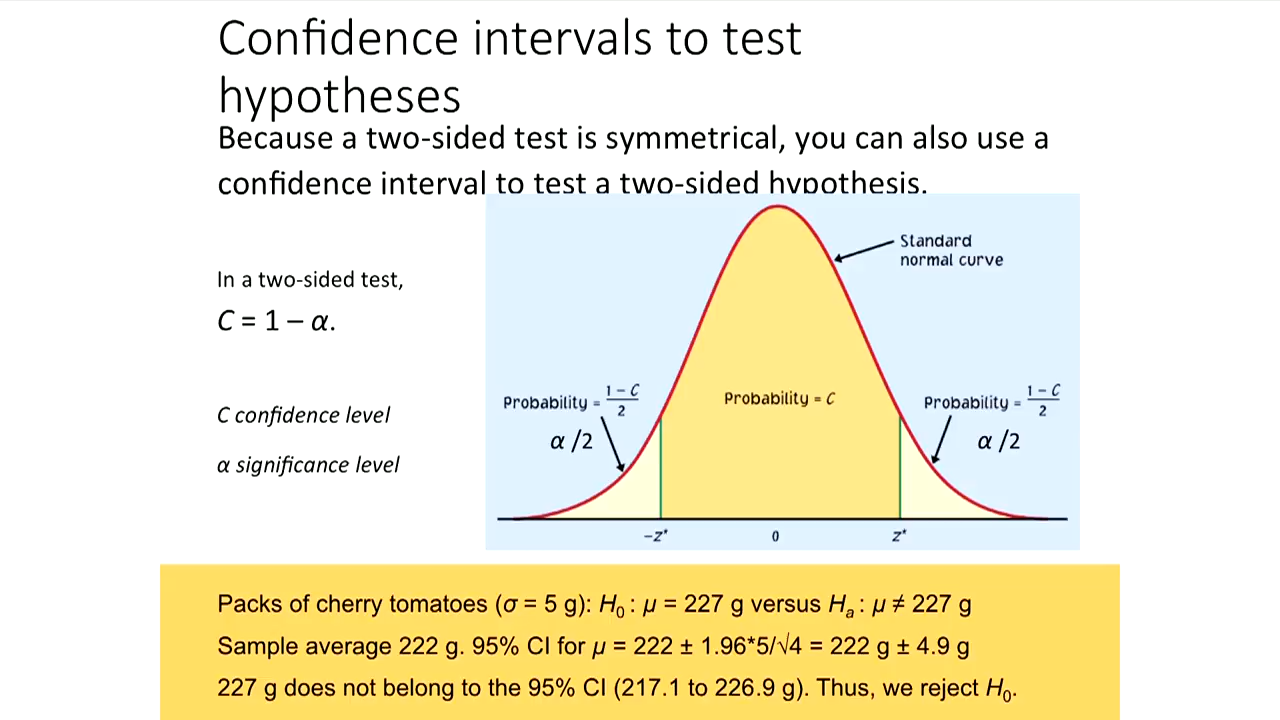 Confidence intervals to test
hypotheses
Because a two-sided test is symmetrical, you can also use a
confidence interval to test a two-sided hypothesis.
In a two-sided test,
C = 1 – α.
C confidence level
α significance level
Standard
normal curve
Probability = 1 – C / 2
α /2
Probability = C
Probability = 1 – C / 2
α /2
–z* 0 z*
Packs of cherry tomatoes (σ = 5 g): H₀ : µ = 227 g versus Hₐ : µ ≠ 227 g
Sample average 222 g. 95% CI for µ = 222 ± 1.96*5/√4 = 222 g ± 4.9 g
227 g does not belong to the 95% CI (217.1 to 226.9 g). Thus, we reject H₀.